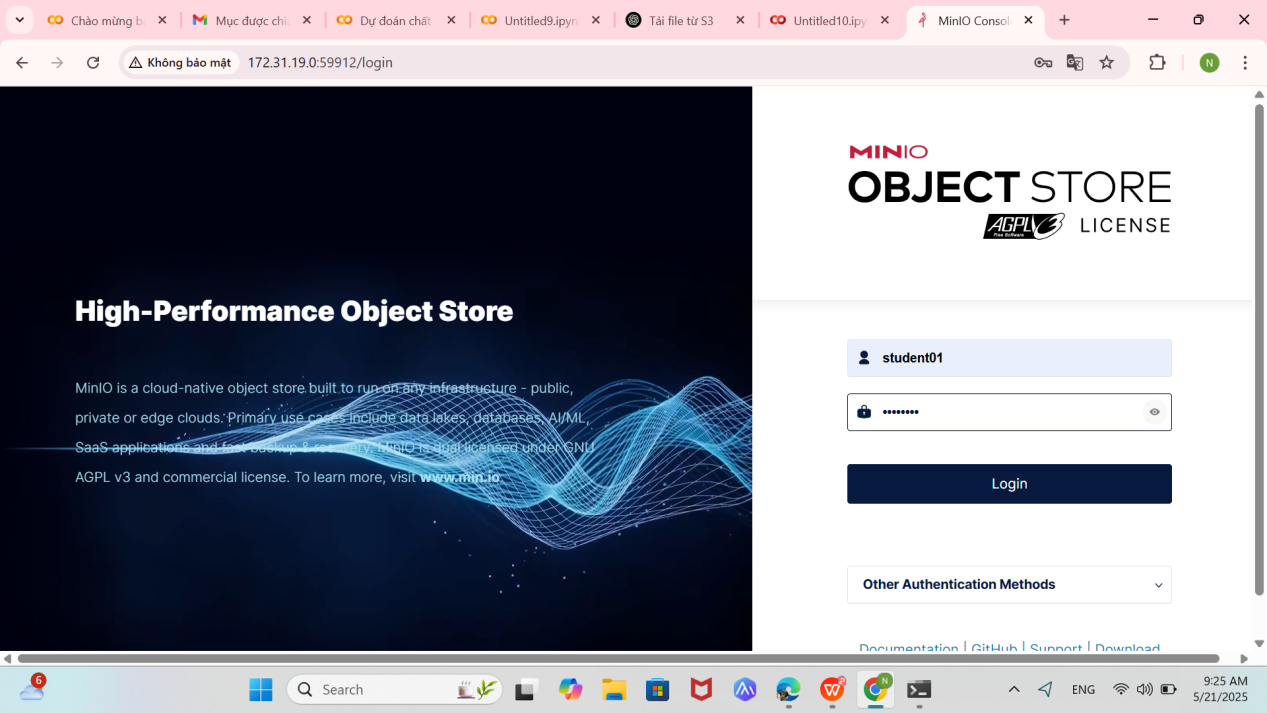 Chào mừng b
Mục được chia
Dự đoán chất
Untitled9.ipyn
Tải file từ S3
Untitled10.ipy
MinIO Consol
Không bảo mật
172.31.19.0:59912/login
N
MINIO
OBJECT STORE
AGPLv3
Free Software
LICENSE
High-Performance Object Store
MinIO is a cloud-native object store built to run on any infrastructure - public,
private or edge clouds. Primary use cases include data lakes, databases, AI/ML,
SaaS applications and fast backup & recovery. MinIO is dual licensed under GNU
AGPL v3 and commercial license. To learn more, visit www.min.io.
student01
••••••••
Login
Other Authentication Methods
Documentation | GitHub | Support | Download
6
Search
N
ENG
9:25 AM
5/21/2025